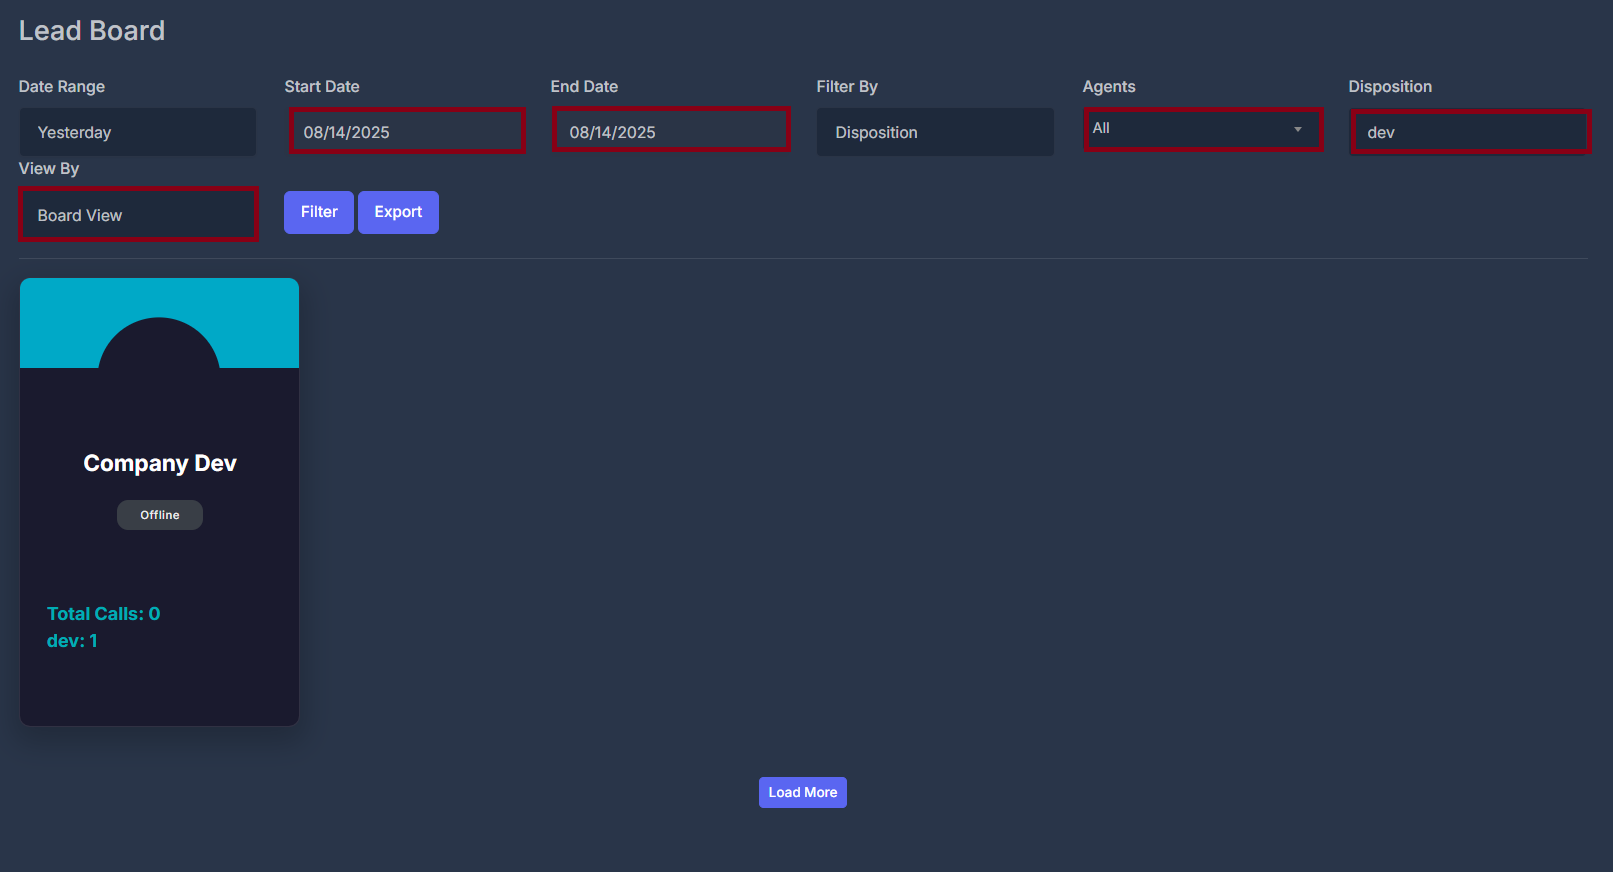 Lead Board
Date Range
Start Date
End Date
Filter By
Agents
Disposition
Yesterday
08/14/2025
08/14/2025
Disposition
All
dev
View By
Board View
Filter
Export
Company Dev
Offline
Total Calls: 0
dev: 1
Load More